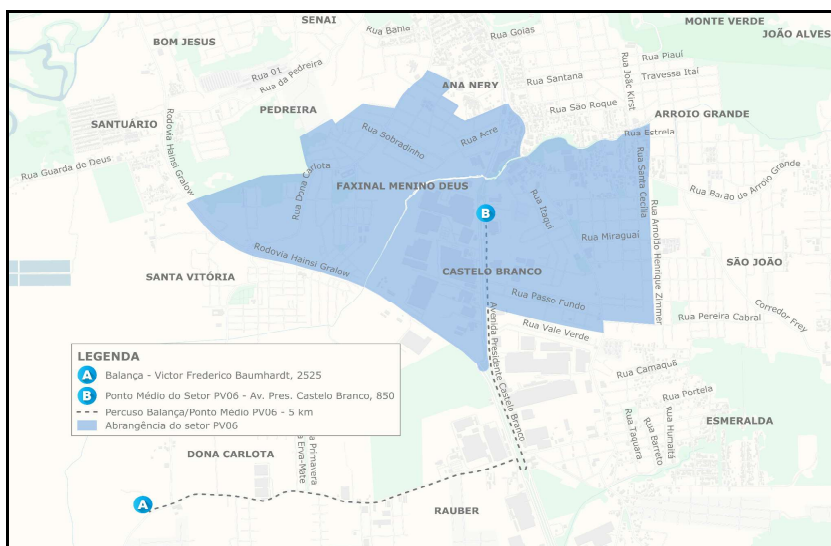 SENAI
MONTE VERDE
JOÃO ALVES
Rua Bahia
Rua Goias
BOM JESUS
Rua Piauí
Rua 01
Rua da Pedreira
ANA NERY
Rua Santana
Rua João Kirst
Travessa Itaí
PEDREIRA
Rua São Roque
SANTUÁRIO
ARROIO GRANDE
Rodovia Hainsi Gralow
Rua Sobradinho
Rua Acre
Rua Estrela
Rua Guarda de Deus
Rua Dona Carlota
FAXINAL MENINO DEUS
Rua Santa Cecília
Rua Barão do Arroio Grande
B
Rua Itaqui
Rua Miraguaí
Rua Arnoldo Henrique Zimmer
Rodovia Hainsi Gralow
SANTA VITÓRIA
CASTELO BRANCO
SÃO JOÃO
Rua Passo Fundo
Avenida Presidente Castelo Branco
Rua Vale Verde
Rua Pereira Cabral
Corredor Frey
LEGENDA
A Balança - Victor Frederico Baumhardt, 2525
B Ponto Médio do Setor PV06 - Av. Pres. Castelo Branco, 850
Percuso Balança/Ponto Médio PV06 - 5 km
Abrangência do setor PV06
Rua Camaquã
Rua Portela
Rua Taquara
Rua Barreto
Rua Humaitá
ESMERALDA
DONA CARLOTA
a Erva-Mate
a Primavera
A
RAUBER